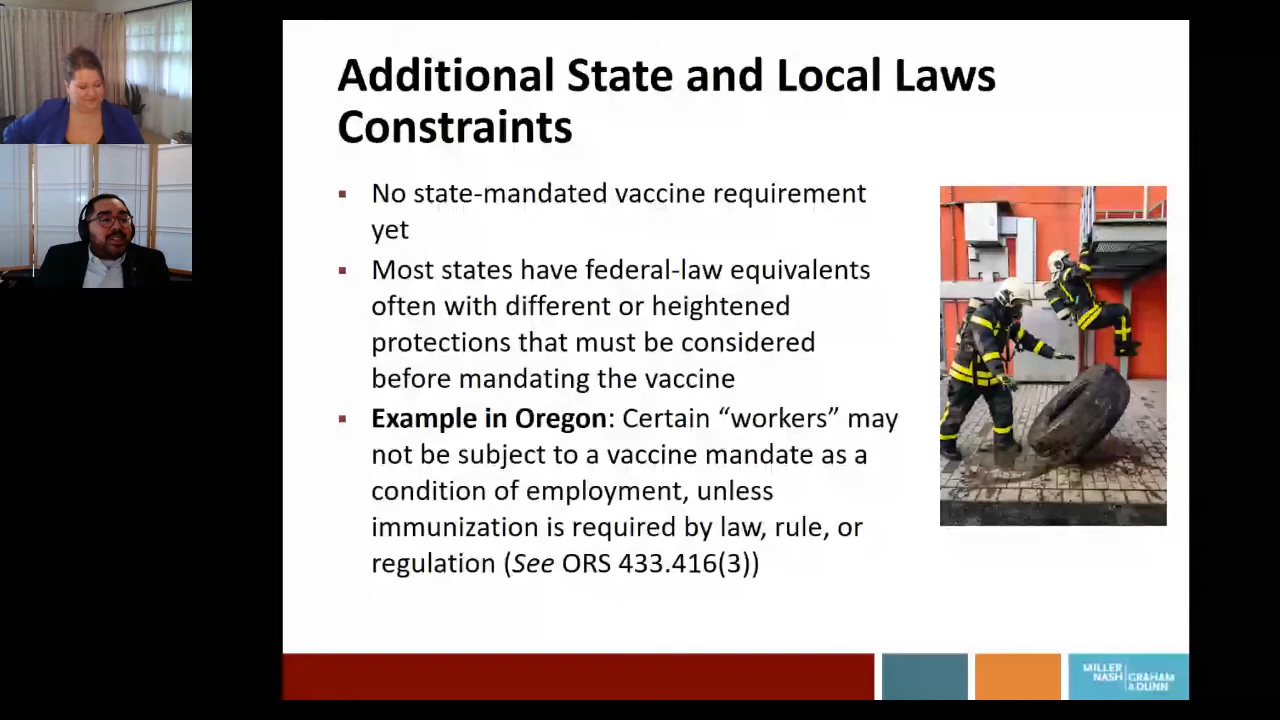 Additional State and Local Laws
Constraints
No state-mandated vaccine requirement
yet
Most states have federal-law equivalents
often with different or heightened
protections that must be considered
before mandating the vaccine
Example in Oregon: Certain “workers” may
not be subject to a vaccine mandate as a
condition of employment, unless
immunization is required by law, rule, or
regulation (See ORS 433.416(3))
MILLER GRAHAM
NASH & DUNN